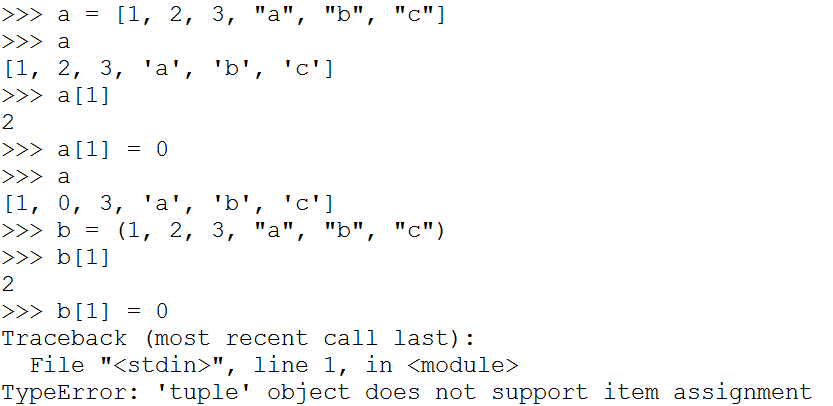 >>> a = [1, 2, 3, "a", "b", "c"]
>>> a
[1, 2, 3, 'a', 'b', 'c']
>>> a[1]
2
>>> a[1] = 0
>>> a
[1, 0, 3, 'a', 'b', 'c']
>>> b = (1, 2, 3, "a", "b", "c")
>>> b[1]
2
>>> b[1] = 0
Traceback (most recent call last):
  File "<stdin>", line 1, in <module>
TypeError: 'tuple' object does not support item assignment